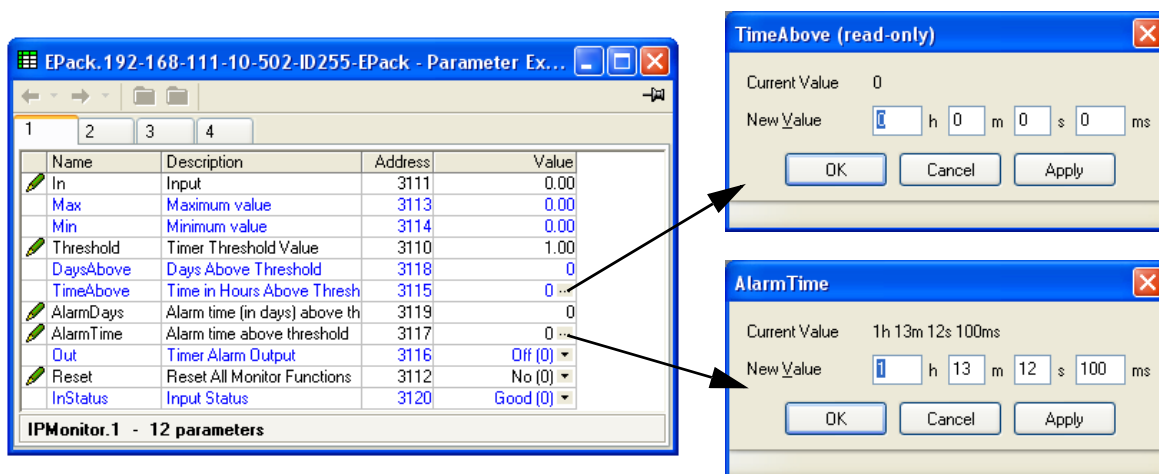 EPack.192-168-111-10-502-ID255-EPack - Parameter Ex...
1 2 3 4
Name Description Address Value
In Input 3111 0.00
Max Maximum value 3113 0.00
Min Minimum value 3114 0.00
Threshold Timer Threshold Value 3110 1.00
DaysAbove Days Above Threshold 3118 0
TimeAbove Time in Hours Above Thresh 3115 0 ...
AlarmDays Alarm time (in days) above th 3119 0
AlarmTime Alarm time above threshold 3117 0 ...
Out Timer Alarm Output 3116 Off (0)
Reset Reset All Monitor Functions 3112 No (0)
InStatus Input Status 3120 Good (0)
IPMonitor.1 - 12 parameters
TimeAbove (read-only)
Current Value 0
New Value 0 h 0 m 0 s 0 ms
OK Cancel Apply
AlarmTime
Current Value 1h 13m 12s 100ms
New Value 1 h 13 m 12 s 100 ms
OK Cancel Apply